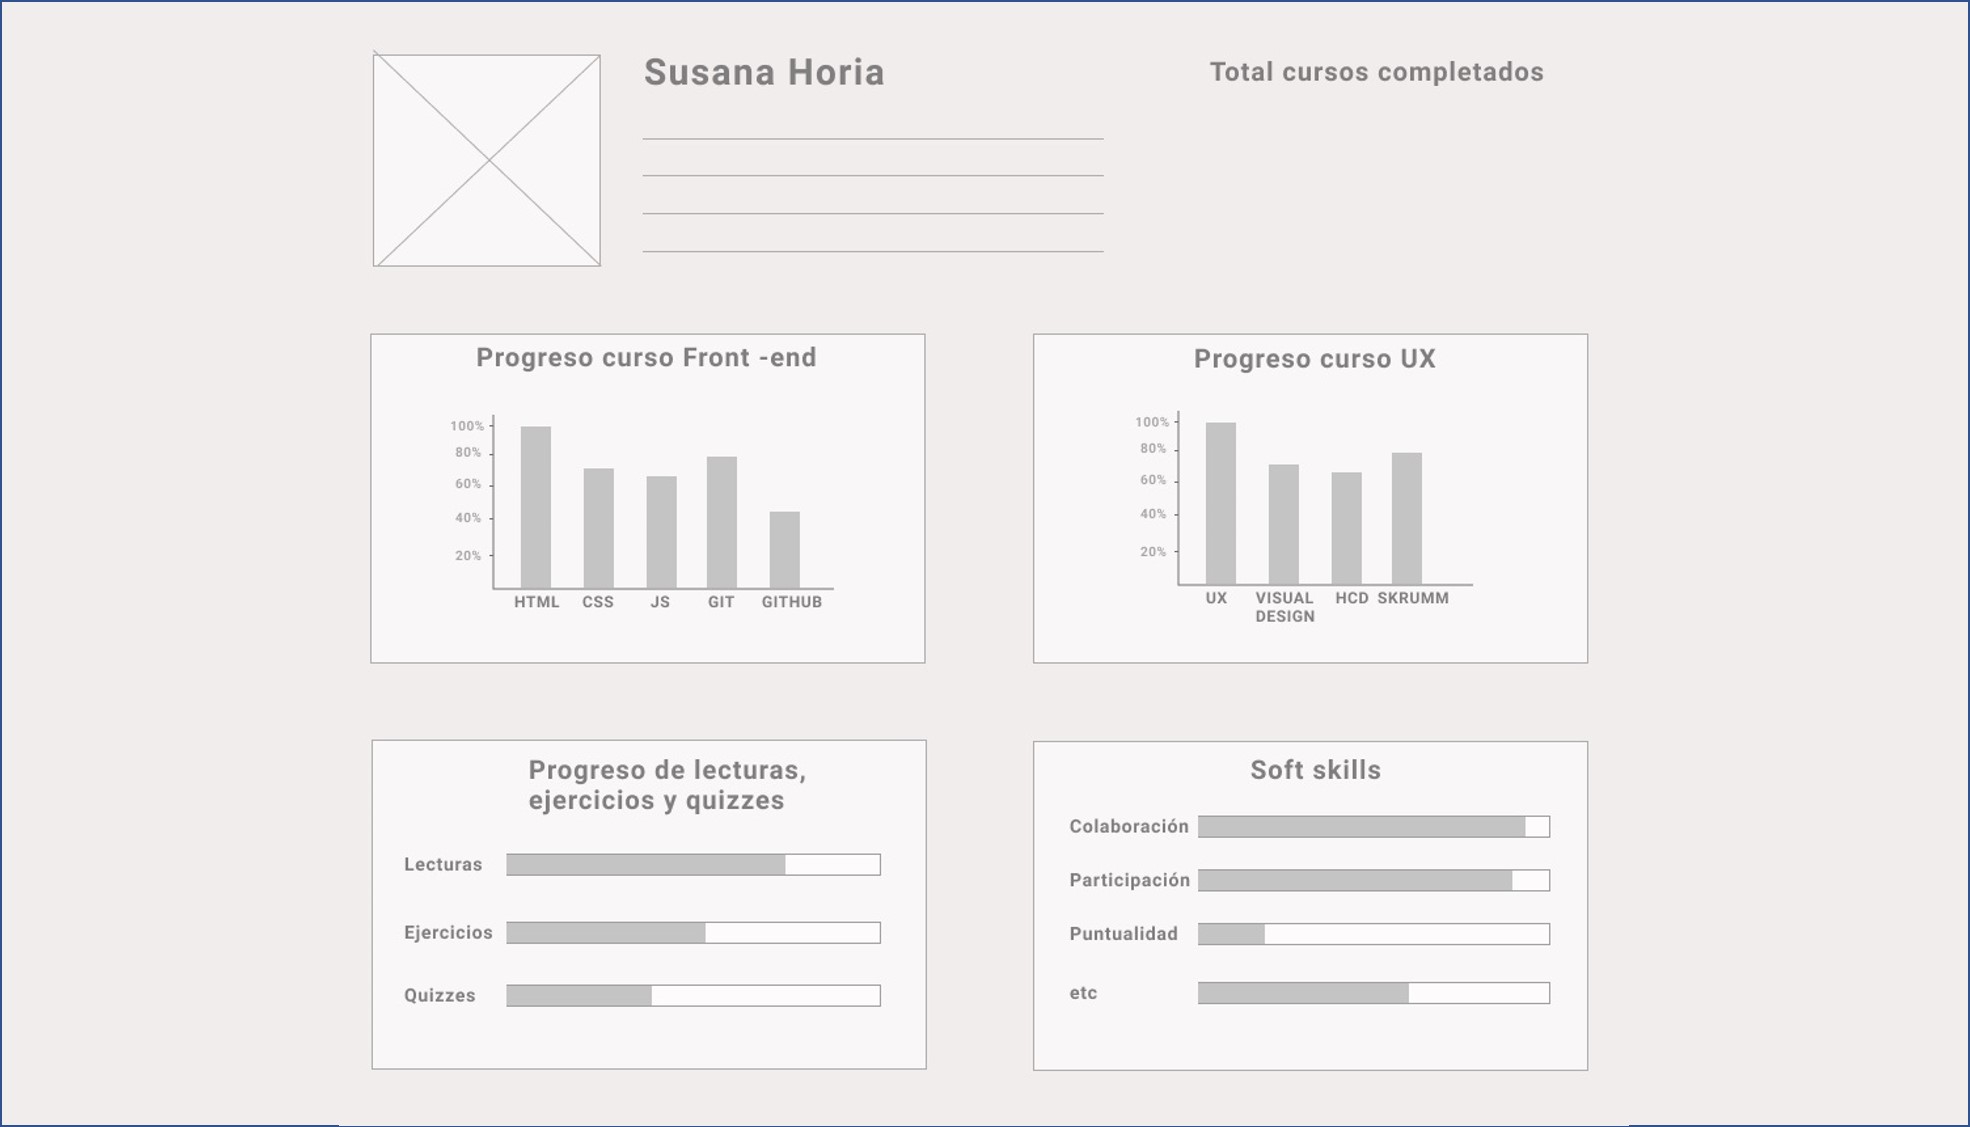 Susana Horia
Total cursos completados
Progreso curso Front -end
100%
80%
60%
40%
20%
HTML CSS JS GIT GITHUB
Progreso curso UX
100%
80%
60%
40%
20%
UX VISUAL HCD SKRUMM
DESIGN
Progreso de lecturas,
ejercicios y quizzes
Lecturas
Ejercicios
Quizzes
Soft skills
Colaboración
Participación
Puntualidad
etc